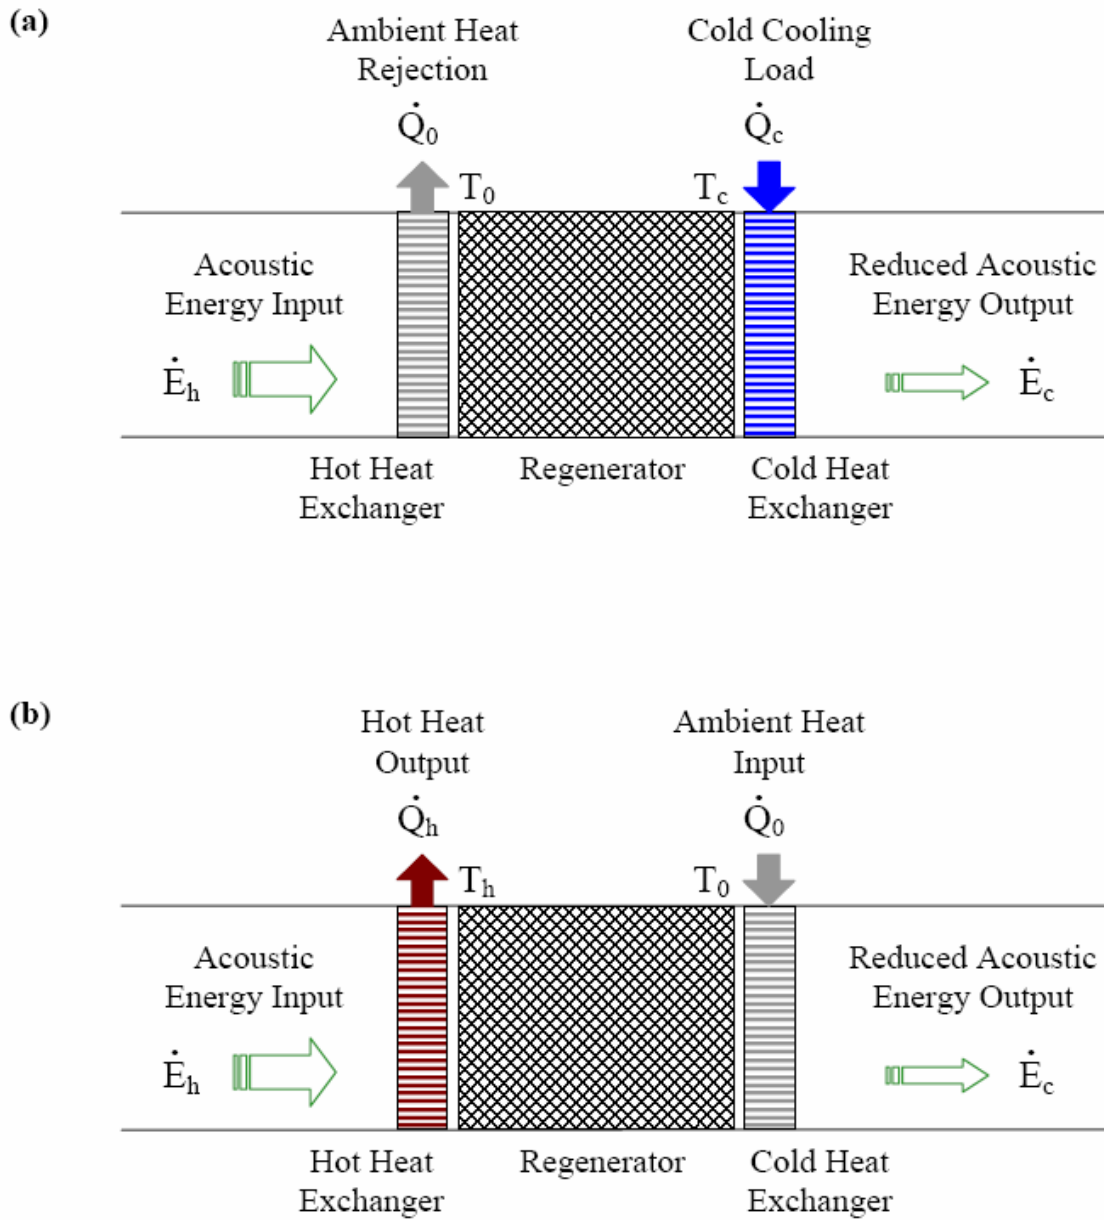 (a)
Ambient Heat
Rejection
Q̇₀
Cold Cooling
Load
Q̇c
T₀
Tc
Acoustic
Energy Input
Ėh
Reduced Acoustic
Energy Output
Ėc
Hot Heat
Exchanger
Regenerator
Cold Heat
Exchanger
(b)
Hot Heat
Output
Q̇h
Ambient Heat
Input
Q̇₀
Th
T₀
Acoustic
Energy Input
Ėh
Reduced Acoustic
Energy Output
Ėc
Hot Heat
Exchanger
Regenerator
Cold Heat
Exchanger